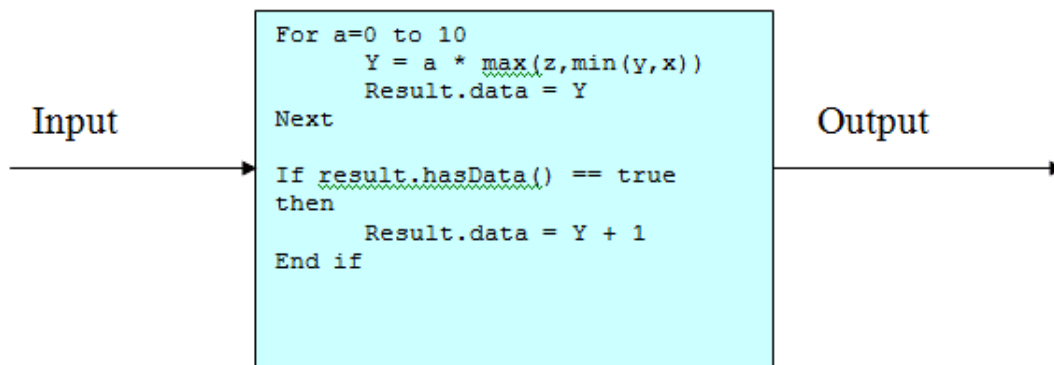 For a=0 to 10
Y = a * max(z,min(y,x))
Result.data = Y
Next
Input
Output
If result.hasData() == true
then
Result.data = Y + 1
End if